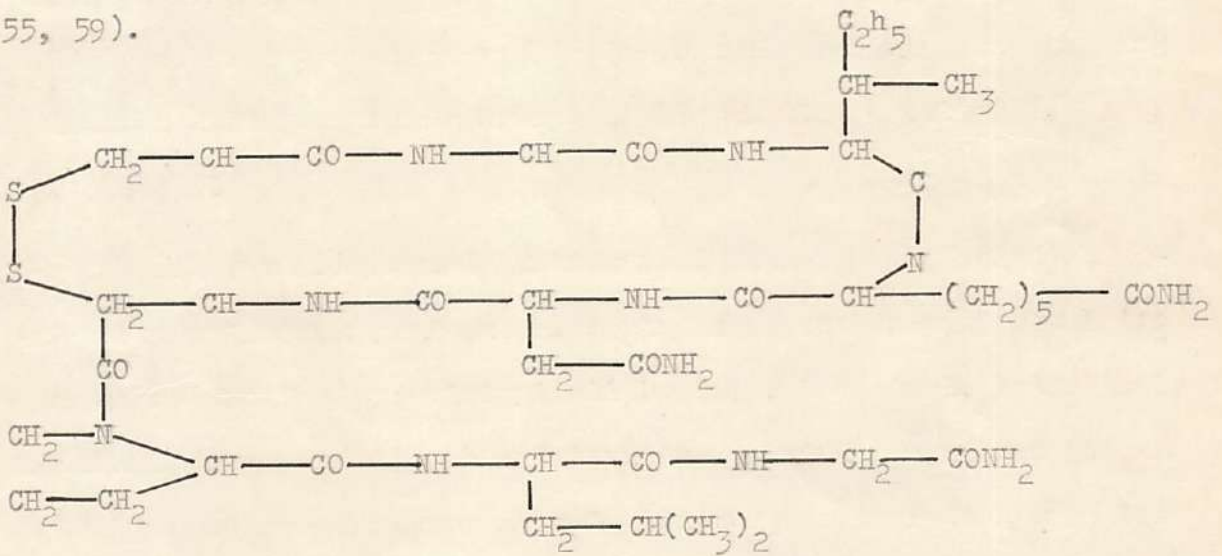 55, 59).
C2h5
CH CH3
CH2 CH CO NH CH CO NH CH
C
S
S
N
CH2 CH NH CO CH NH CO CH (CH2)5 CONH2
CO
CH2 CONH2
CH2 N
CH CO NH CH CO NH CH2 CONH2
CH2 CH2
CH2 CH(CH3)2